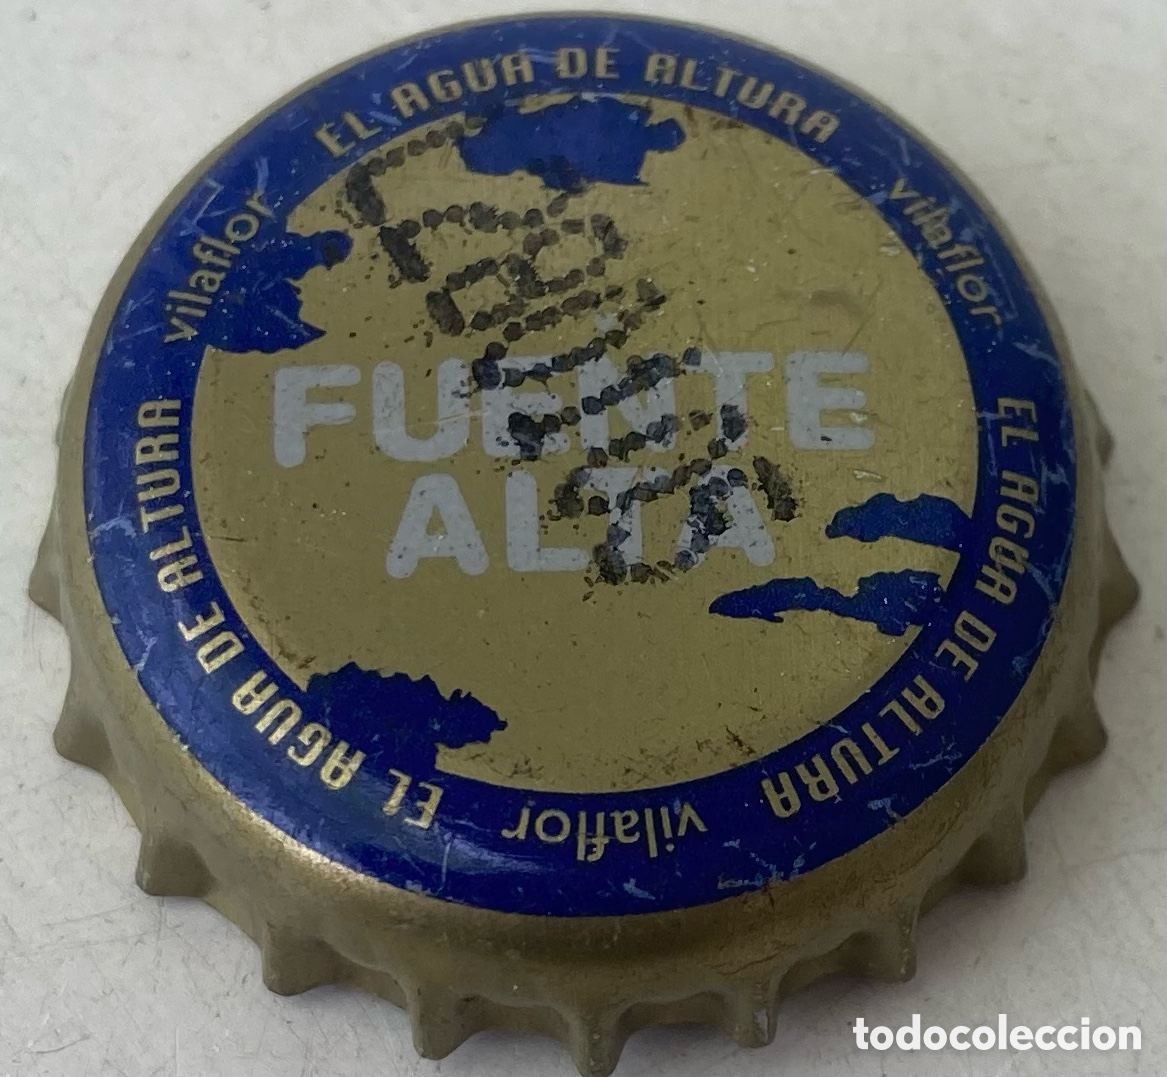 EL AGUA DE ALTURA
vilaflor
EL AGUA DE ALTURA
vilaflor
EL AGUA DE ALTURA
vilaflor
FUENTE
ALTA
todocoleccion